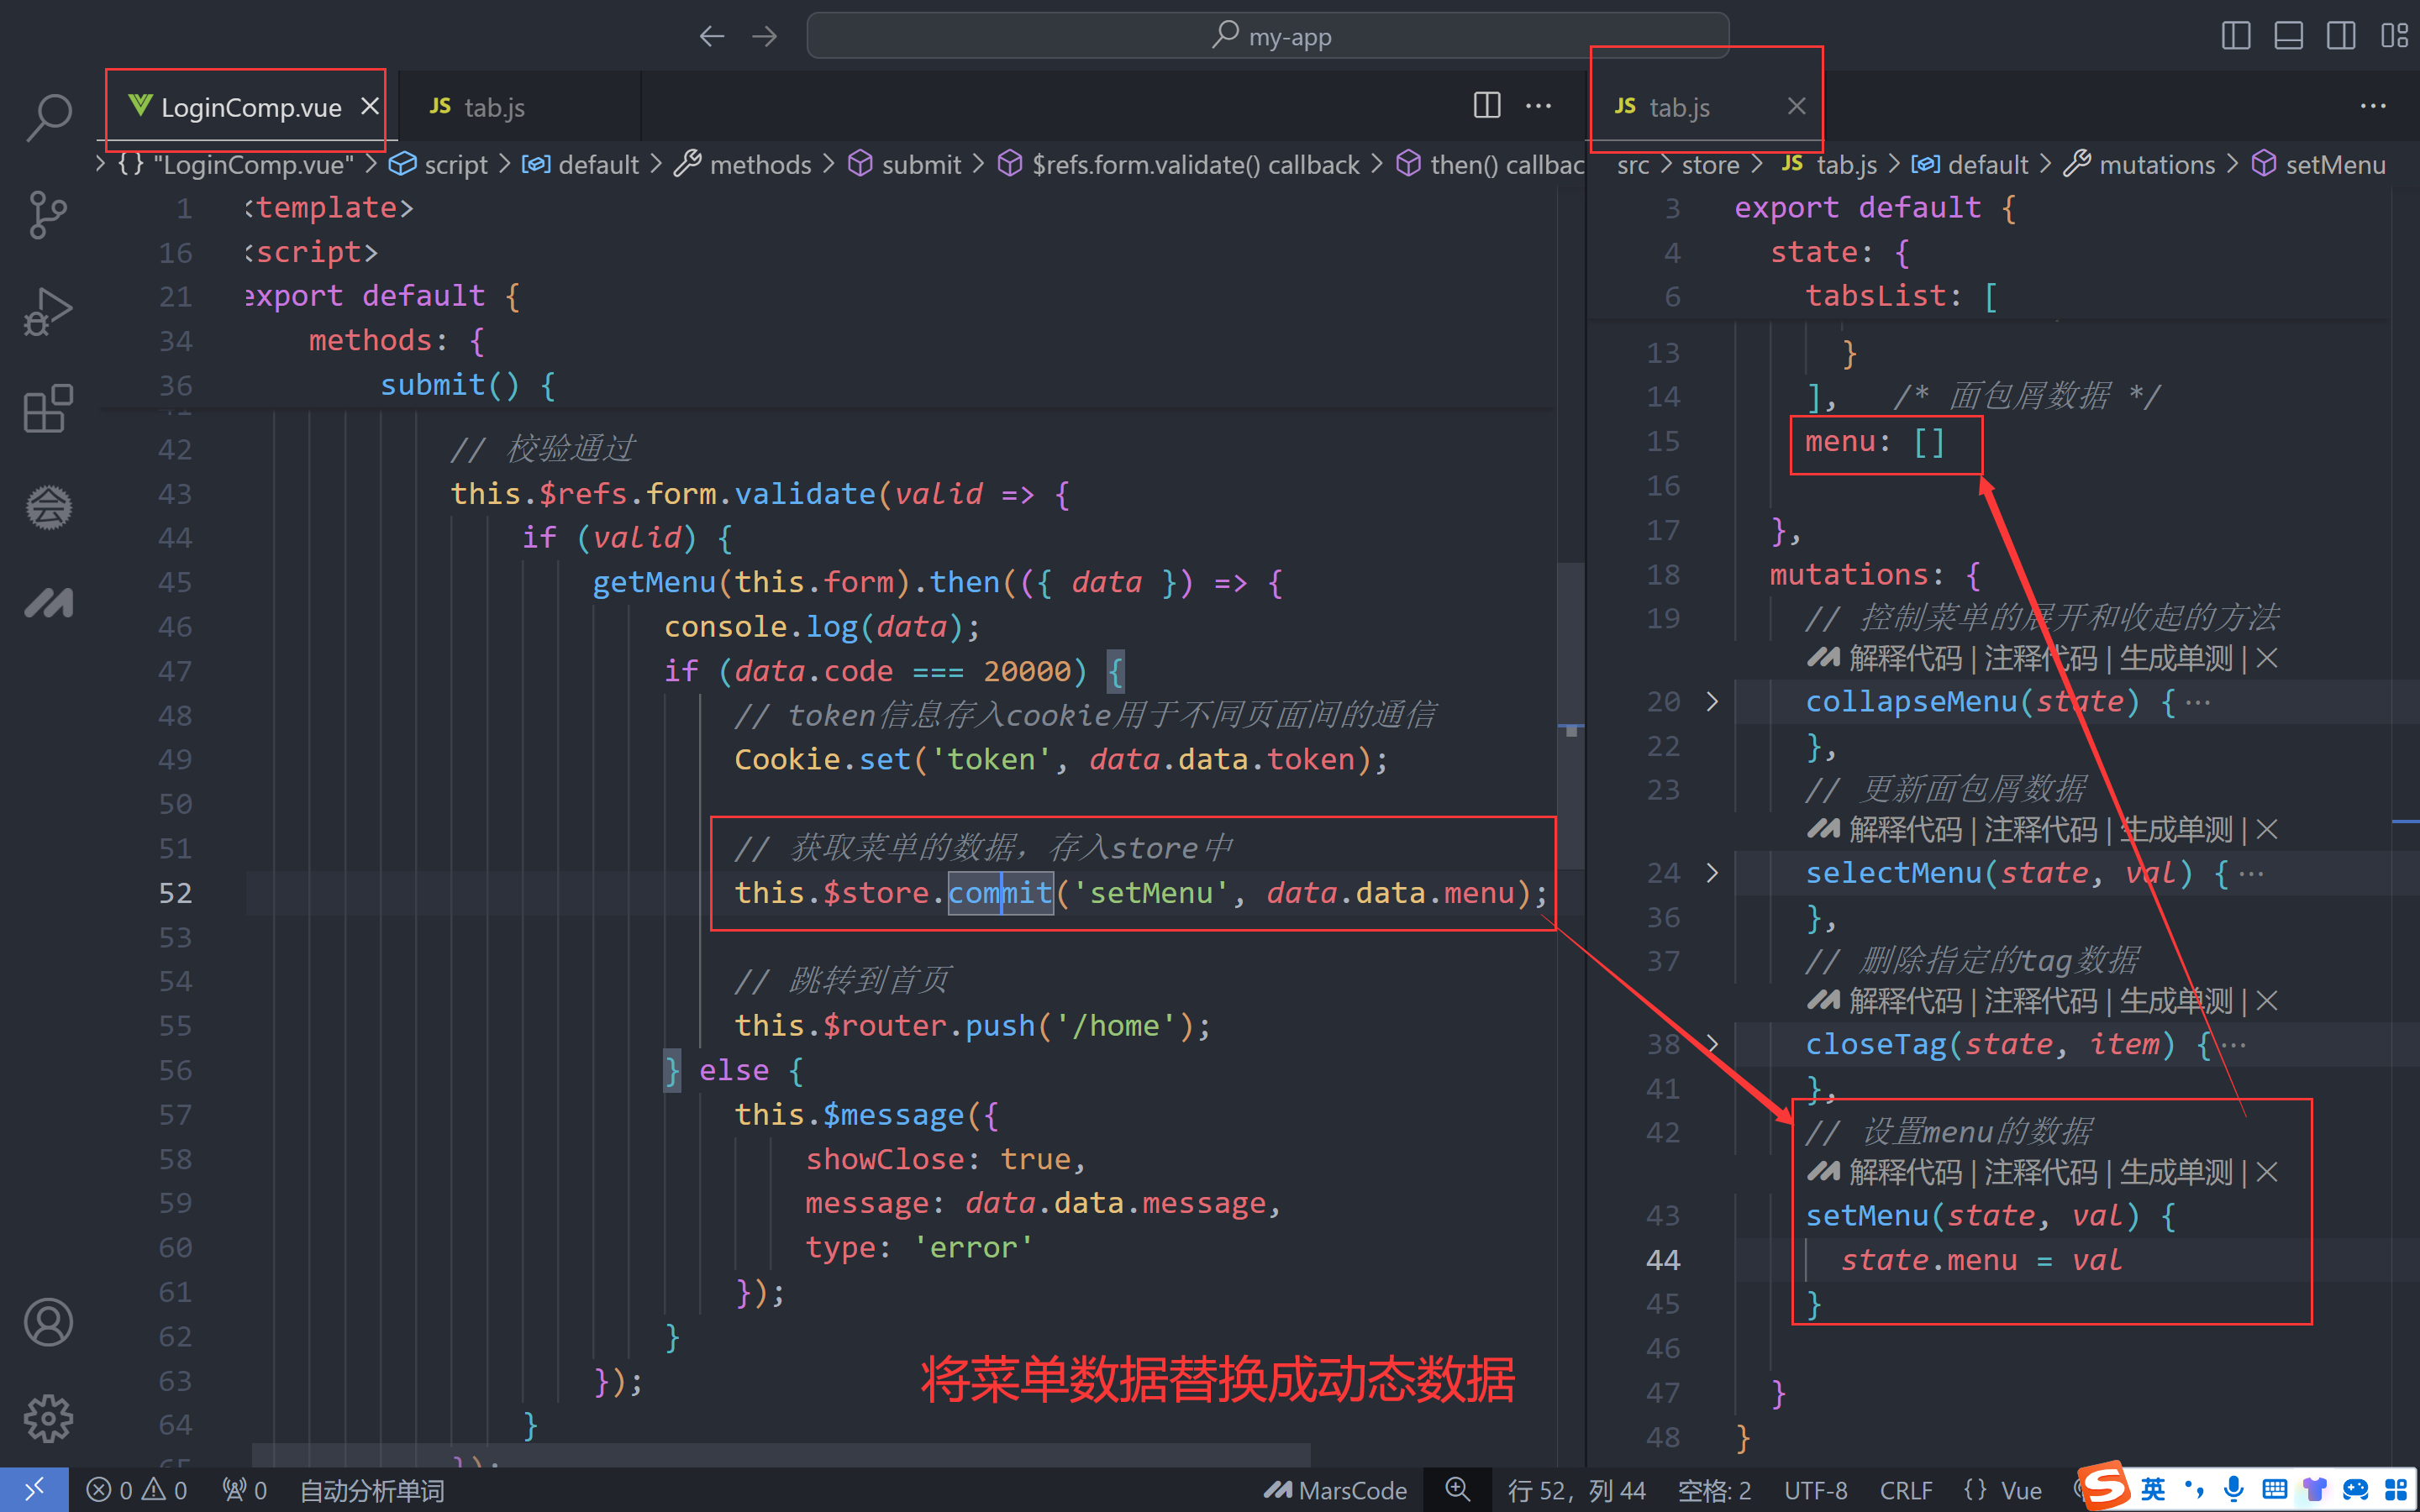 my-app
LoginComp.vue
JS tab.js
JS tab.js
{} "LoginComp.vue" > script > default > methods > submit > $refs.form.validate() callback > then() callbac
src > store > JS tab.js > default > mutations > setMenu
1 <template>
16 <script>
21 export default {
34 methods: {
36 submit() {
42 // 校验通过
43 this.$refs.form.validate(valid => {
44 if (valid) {
45 getMenu(this.form).then(({ data }) => {
46 console.log(data);
47 if (data.code === 20000) {
48 // token信息存入cookie用于不同页面间的通信
49 Cookie.set('token', data.data.token);
50
51 // 获取菜单的数据，存入store中
52 this.$store.commit('setMenu', data.data.menu);
53
54 // 跳转到首页
55 this.$router.push('/home');
56 } else {
57 this.$message({
58 showClose: true,
59 message: data.data.message,
60 type: 'error'
61 });
62 }
63 });
64 }
将菜单数据替换成动态数据
3 export default {
4 state: {
6 tabsList: [
13 }
14 ], /* 面包屑数据 */
15 menu: []
16
17 },
18 mutations: {
19 // 控制菜单的展开和收起的方法
解释代码 | 注释代码 | 生成单测 | ×
20 collapseMenu(state) {…
22 },
23 // 更新面包屑数据
解释代码 | 注释代码 | 生成单测 | ×
24 selectMenu(state, val) {…
36 },
37 // 删除指定的tag数据
解释代码 | 注释代码 | 生成单测 | ×
38 closeTag(state, item) {…
41 },
42 // 设置menu的数据
解释代码 | 注释代码 | 生成单测 | ×
43 setMenu(state, val) {
44 state.menu = val
45 }
46
47 }
48 }
0 0 0 自动分析单词 MarsCode 行 52，列 44 空格: 2 UTF-8 CRLF {} Vue
S 英